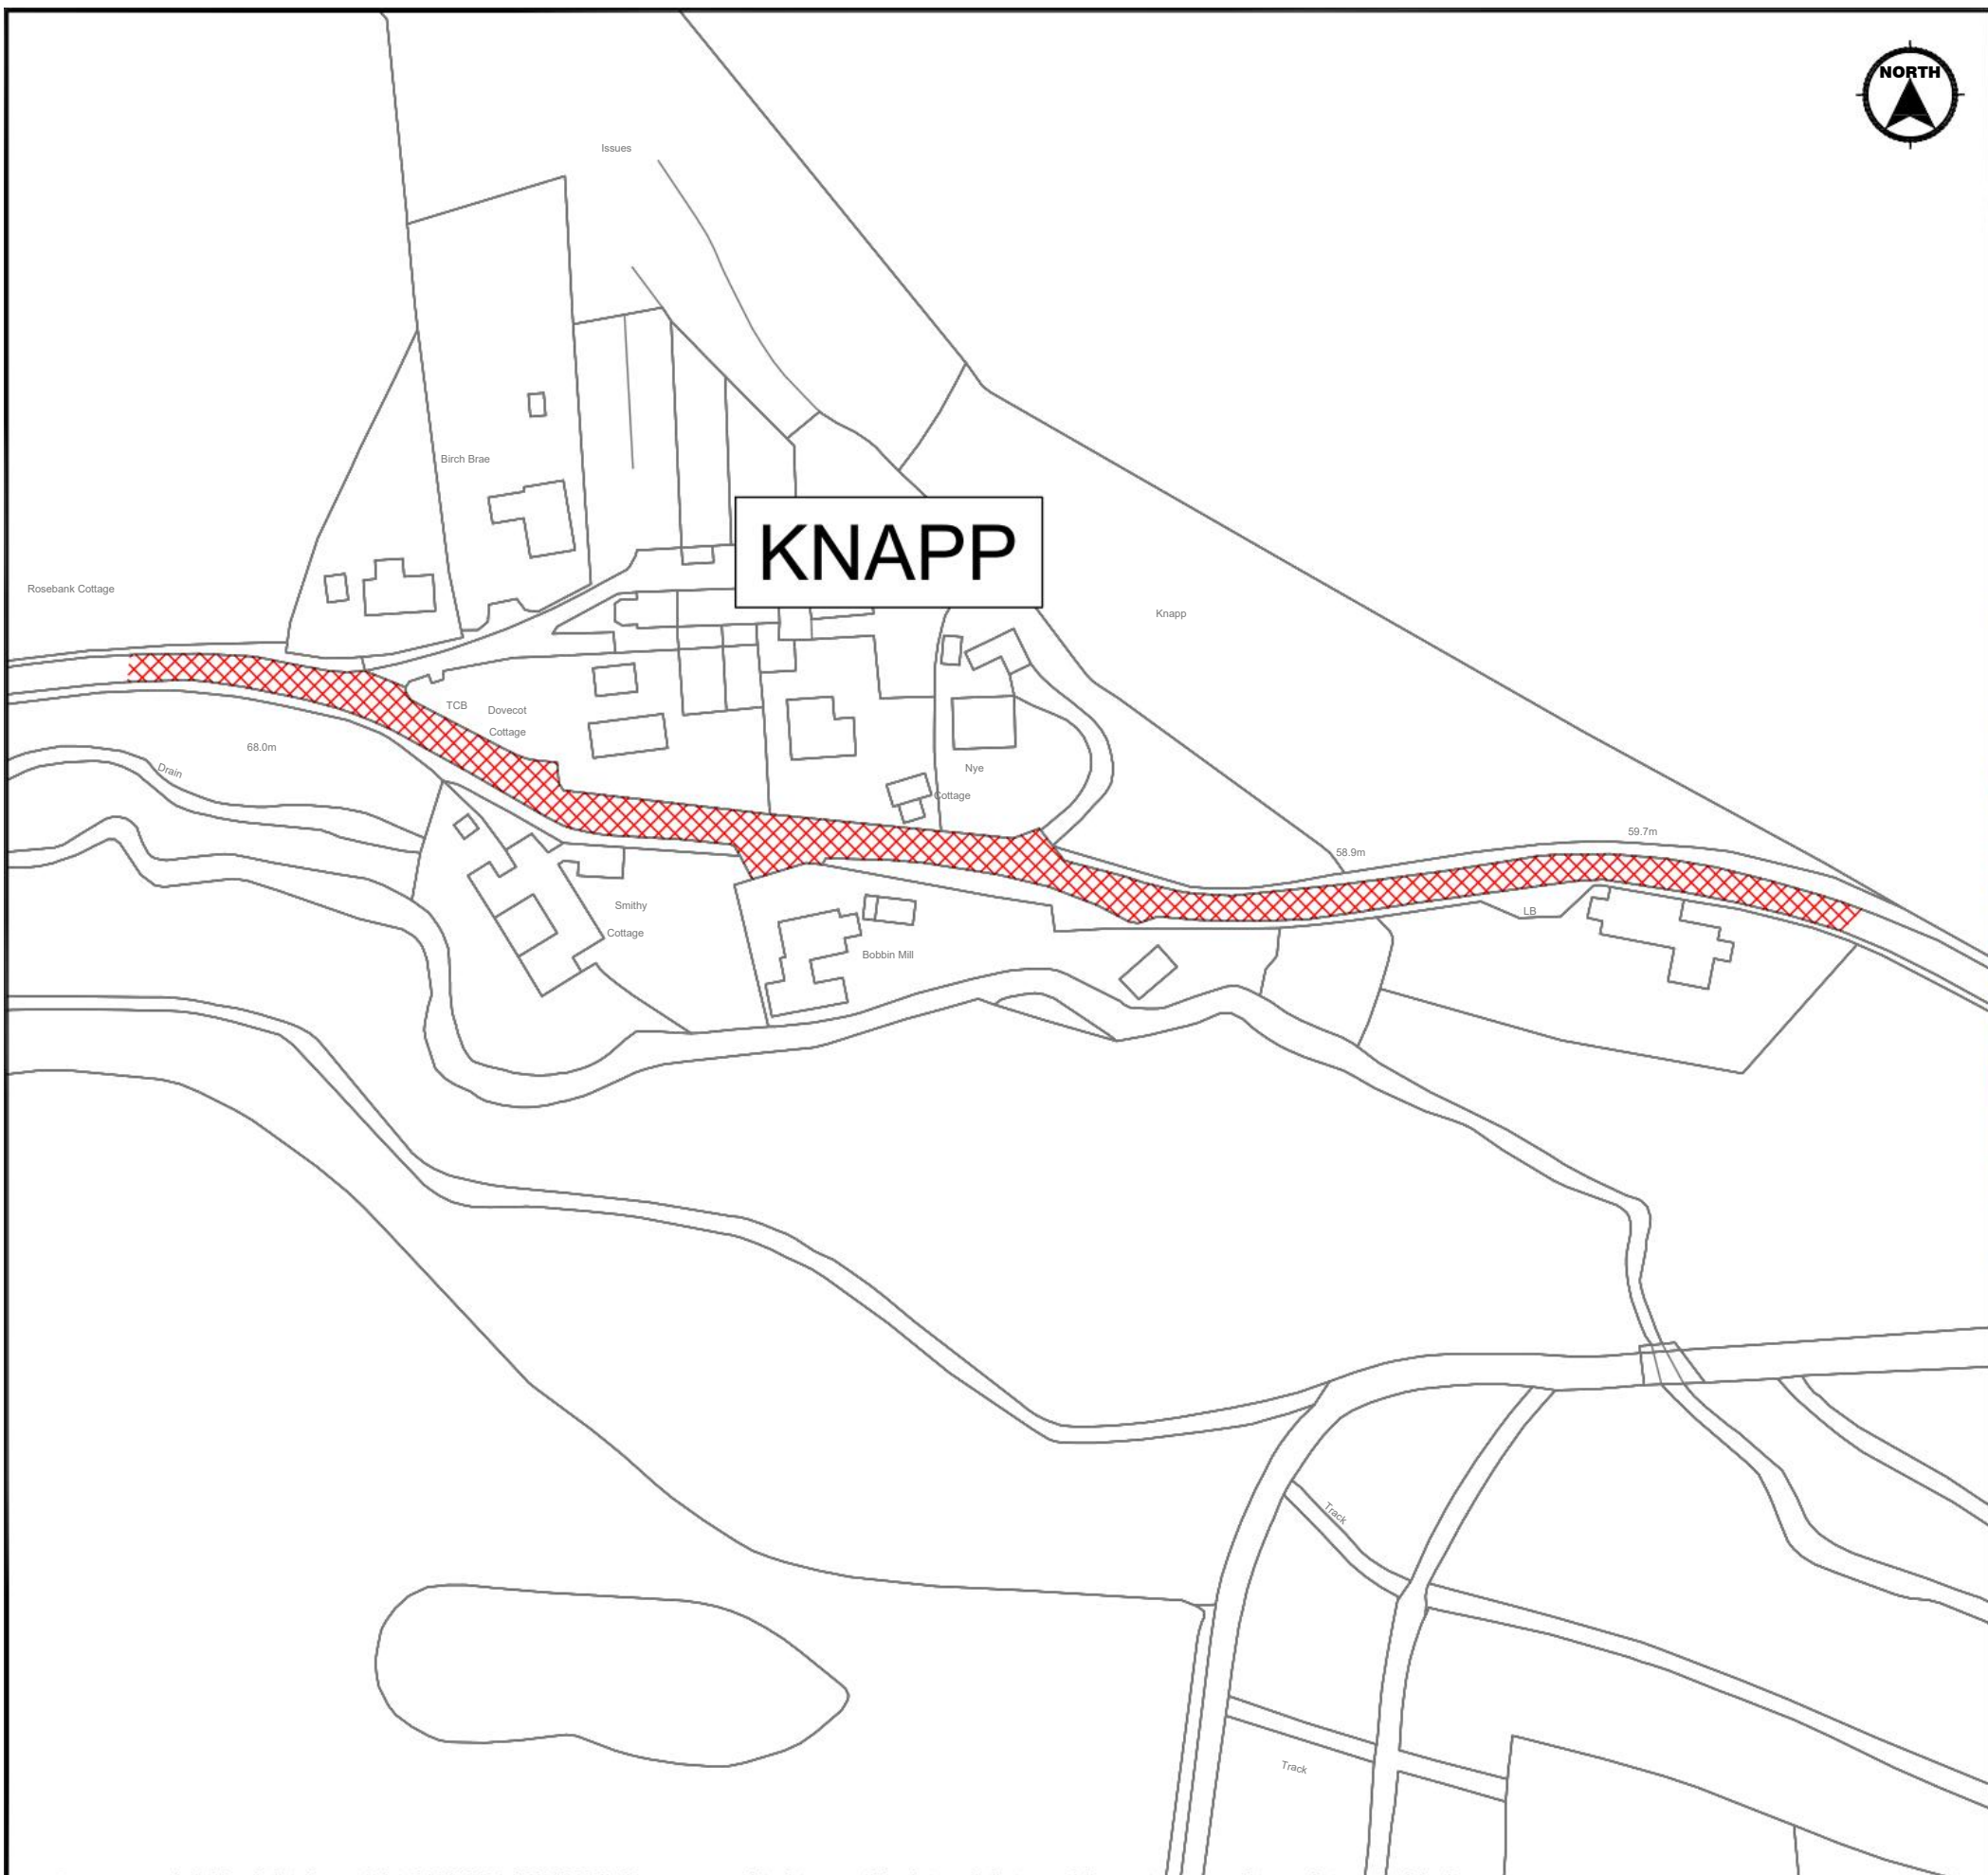 NORTH
Issues
Birch Brae
KNAPP
Rosebank Cottage
Knapp
TCB
Dovecot
Cottage
68.0m
Drain
Nye
Cottage
59.7m
58.9m
Smithy
Cottage
LB
Bobbin Mill
Track
Track